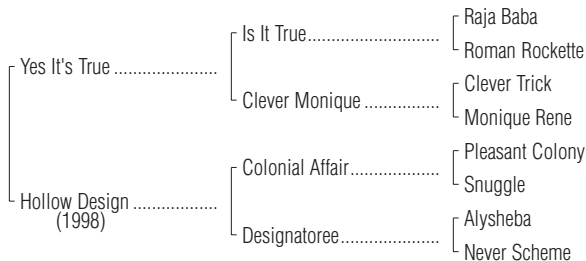 Raja Baba
Is It True
Roman Rockette
Yes It's True
Clever Trick
Clever Monique
Monique Rene
Pleasant Colony
Colonial Affair
Snuggle
Hollow Design
(1998)
Alysheba
Designatoree
Never Scheme